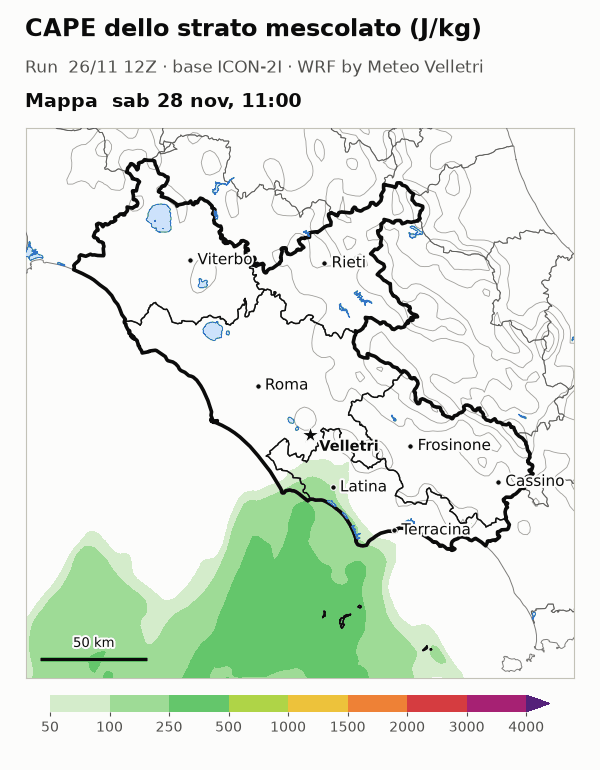 CAPE dello strato mescolato (J/kg)
Run 26/11 12Z · base ICON-2I · WRF by Meteo Velletri
Mappa sab 28 nov, 11:00
Viterbo
Rieti
Roma
Velletri
Frosinone
Cassino
Latina
Terracina
50 km
50 100 250 500 1000 1500 2000 3000 4000